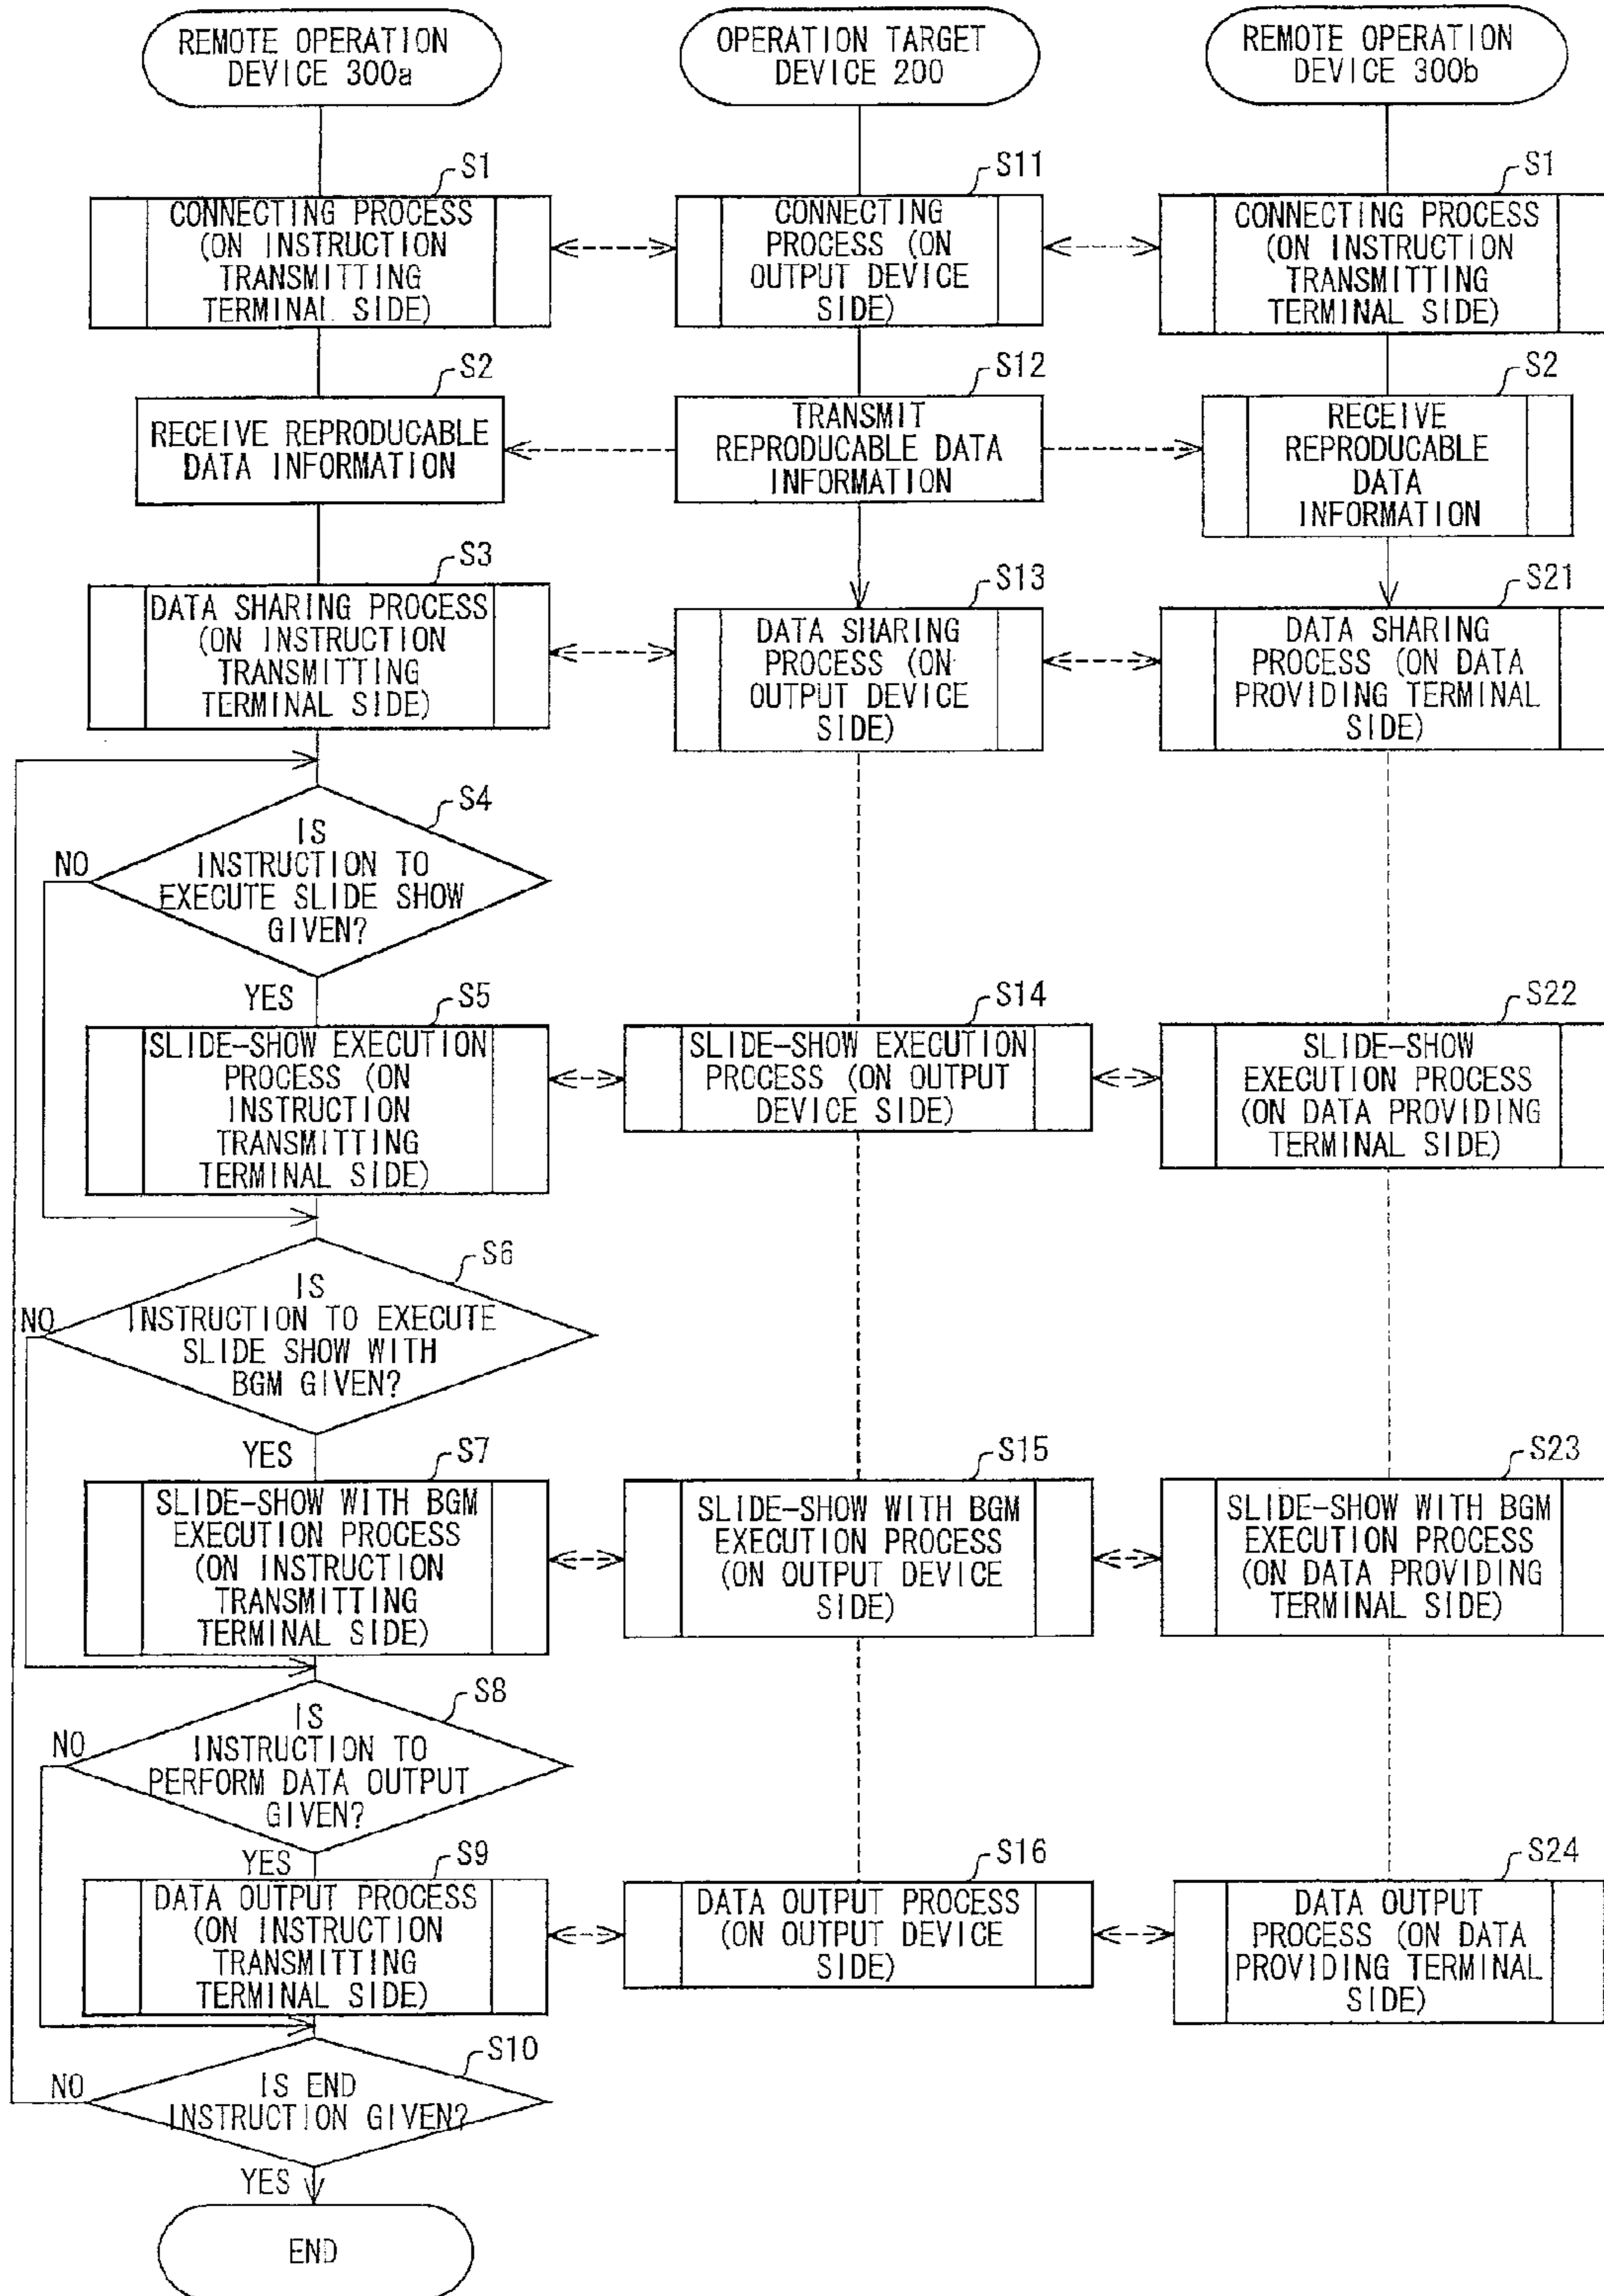 REMOTE OPERATION
DEVICE 300a
OPERATION TARGET
DEVICE 200
REMOTE OPERATION
DEVICE 300b
S1
CONNECTING PROCESS
(ON INSTRUCTION
TRANSMITTING
TERMINAL SIDE)
S11
CONNECTING
PROCESS (ON
OUTPUT DEVICE
SIDE)
S1
CONNECTING PROCESS
(ON INSTRUCTION
TRANSMITTING
TERMINAL SIDE)
S2
RECEIVE REPRODUCABLE
DATA INFORMATION
S12
TRANSMIT
REPRODUCABLE DATA
INFORMATION
S2
RECEIVE
REPRODUCABLE
DATA
INFORMATION
S3
DATA SHARING PROCESS
(ON INSTRUCTION
TRANSMITTING
TERMINAL SIDE)
S13
DATA SHARING
PROCESS (ON
OUTPUT DEVICE
SIDE)
S21
DATA SHARING
PROCESS (ON DATA
PROVIDING TERMINAL
SIDE)
S4
IS
INSTRUCTION TO
EXECUTE SLIDE SHOW
GIVEN?
NO
YES
S5
SLIDE-SHOW EXECUTION
PROCESS (ON
INSTRUCTION
TRANSMITTING
TERMINAL SIDE)
S14
SLIDE-SHOW EXECUTION
PROCESS (ON OUTPUT
DEVICE SIDE)
S22
SLIDE-SHOW
EXECUTION PROCESS
(ON DATA PROVIDING
TERMINAL SIDE)
S6
IS
INSTRUCTION TO EXECUTE
SLIDE SHOW WITH
BGM GIVEN?
NO
YES
S7
SLIDE-SHOW WITH BGM
EXECUTION PROCESS
(ON INSTRUCTION
TRANSMITTING
TERMINAL SIDE)
S15
SLIDE-SHOW WITH BGM
EXECUTION PROCESS
(ON OUTPUT DEVICE
SIDE)
S23
SLIDE-SHOW WITH BGM
EXECUTION PROCESS
(ON DATA PROVIDING
TERMINAL SIDE)
S8
IS
INSTRUCTION TO
PERFORM DATA OUTPUT
GIVEN?
NO
YES
S9
DATA OUTPUT PROCESS
(ON INSTRUCTION
TRANSMITTING
TERMINAL SIDE)
S16
DATA OUTPUT PROCESS
(ON OUTPUT DEVICE
SIDE)
S24
DATA OUTPUT
PROCESS (ON DATA
PROVIDING TERMINAL
SIDE)
S10
IS END
INSTRUCTION GIVEN?
NO
YES
END